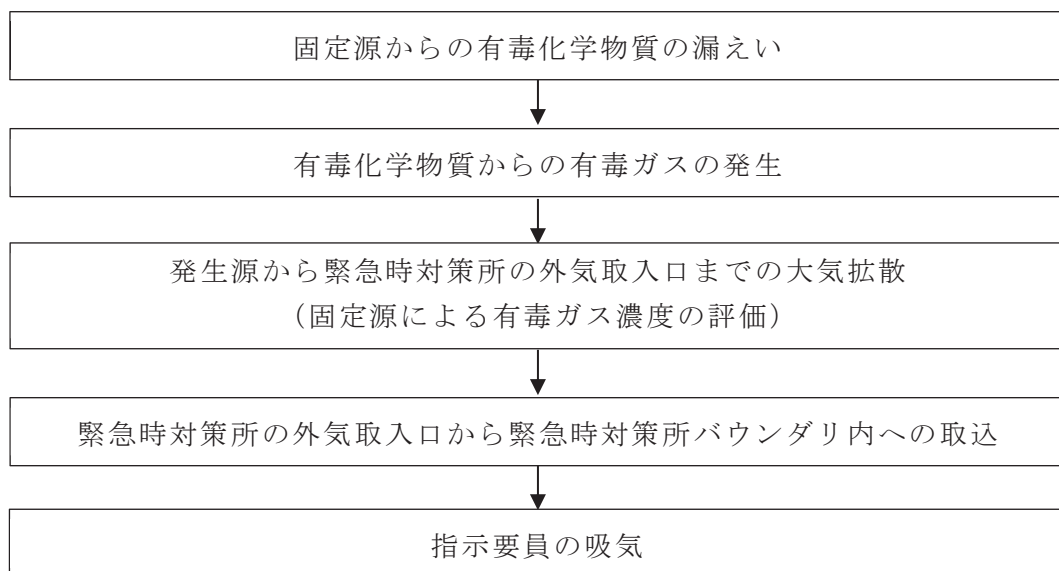 固定源からの有毒化学物質の漏えい
有毒化学物質からの有毒ガスの発生
発生源から緊急時対策所の外気取入口までの大気拡散
(固定源による有毒ガス濃度の評価)
緊急時対策所の外気取入口から緊急時対策所バウンダリ内への取込
指示要員の吸気